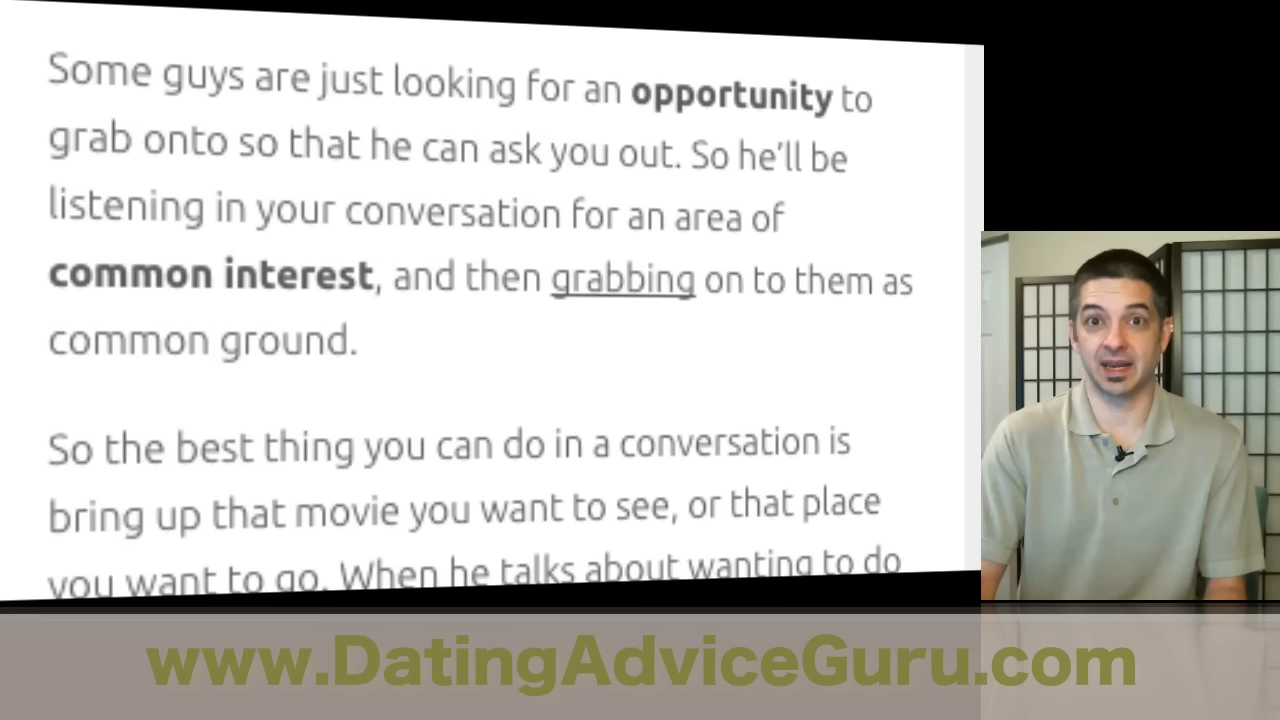 Some guys are just looking for an opportunity to
grab onto so that he can ask you out. So he'll be
listening in your conversation for an area of
common interest, and then grabbing on to them as
common ground.
So the best thing you can do in a conversation is
bring up that movie you want to see, or that place
you want to go. When he talks about wanting to do
www.DatingAdviceGuru.com